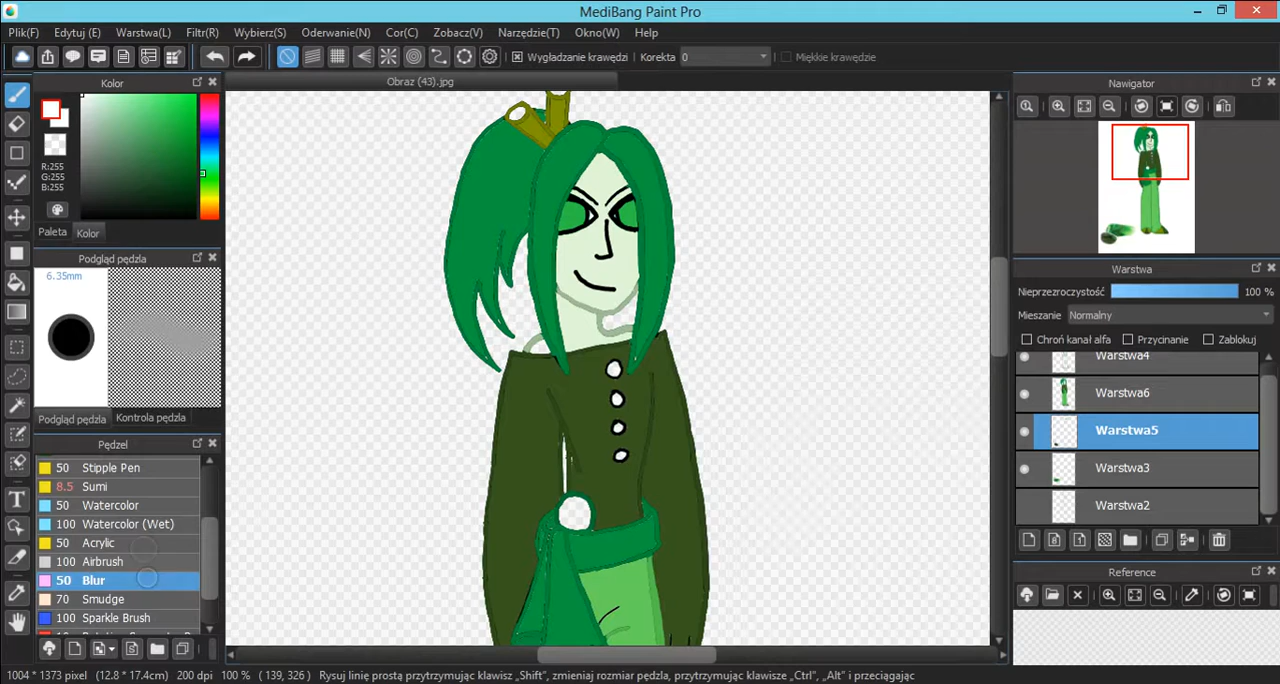 MediBang Paint Pro
Plik(F) Edytuj (E) Warstwa(L) Filtr(R) Wybierz(S) Oderwanie(N) Cor(C) Zobacz(V) Narzędzie(T) Okno(W) Help
Wygładzanie krawędzi Korekta 0 Miękkie krawędzie
Obraz (43).jpg
Kolor
R:255
G:255
B:255
Paleta Kolor
Podgląd pędzla
6.35mm
Podgląd pędzla Kontrola pędzla
Pędzel
50 Stipple Pen
8.5 Sumi
50 Watercolor
100 Watercolor (Wet)
50 Acrylic
100 Airbrush
50 Blur
70 Smudge
100 Sparkle Brush
Nawigator
Warstwa
Nieprzezroczystość 100 %
Mieszanie Normalny
Chroń kanał alfa Przycinanie Zablokuj
Warstwa4
Warstwa6
Warstwa5
Warstwa3
Warstwa2
Reference
1004 * 1373 pixel (12.8 * 17.4cm) 200 dpi 100 % ( 139, 326 ) Rysuj linię prostą przytrzymując klawisz „Shift”, zmieniaj rozmiar pędzla, przytrzymując klawisze „Ctrl”, „Alt” i przeciągając